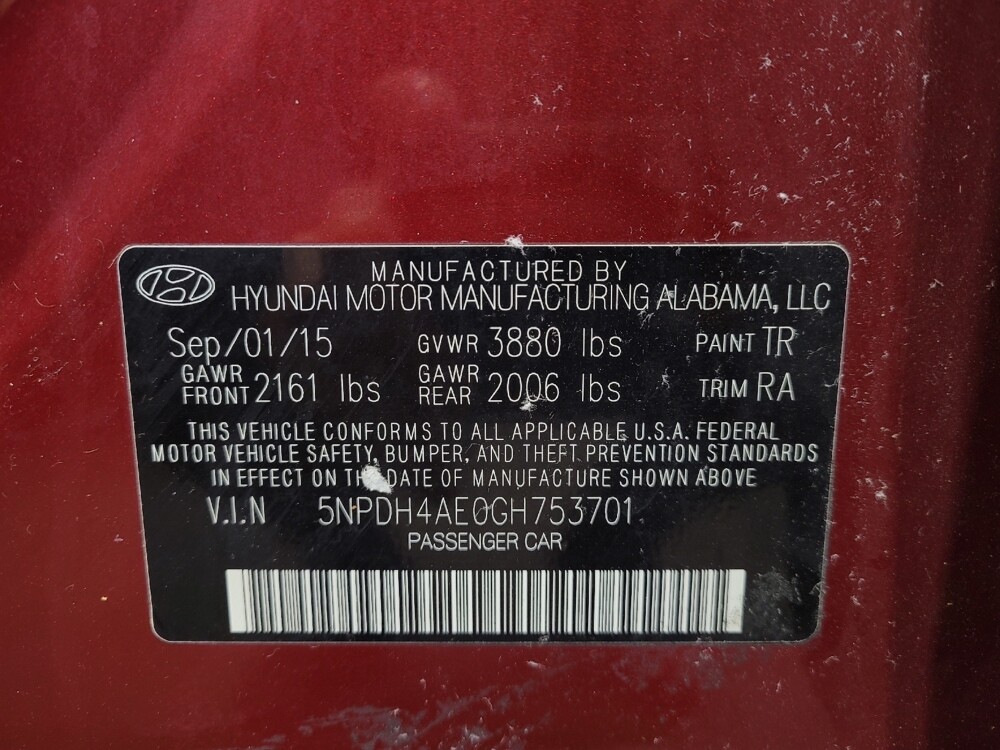 MANUFACTURED BY
HYUNDAI MOTOR MANUFACTURING ALABAMA, LLC
Sep/01/15 GVWR 3880 lbs PAINT TR
GAWR FRONT 2161 lbs GAWR REAR 2006 lbs TRIM RA
THIS VEHICLE CONFORMS TO ALL APPLICABLE U.S.A. FEDERAL
MOTOR VEHICLE SAFETY, BUMPER, AND THEFT PREVENTION STANDARDS
IN EFFECT ON THE DATE OF MANUFACTURE SHOWN ABOVE
V.I.N 5NPDH4AE0GH753701
PASSENGER CAR